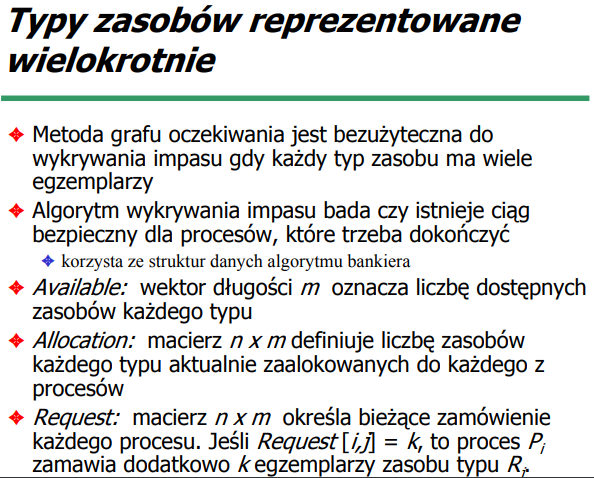 Typy zasobów reprezentowane
wielokrotnie
Metoda grafu oczekiwania jest bezużyteczna do
wykrywania impasu gdy każdy typ zasobu ma wiele
egzemplarzy
Algorytm wykrywania impasu bada czy istnieje ciąg
bezpieczny dla procesów, które trzeba dokończyć
korzysta ze struktur danych algorytmu bankiera
Available: wektor długości m oznacza liczbę dostępnych
zasobów każdego typu
Allocation: macierz n x m definiuje liczbę zasobów
każdego typu aktualnie zaalokowanych do każdego z
procesów
Request: macierz n x m określa bieżące zamówienie
każdego procesu. Jeśli Request [i,j] = k, to proces Pi
zamawia dodatkowo k egzemplarzy zasobu typu Rj.